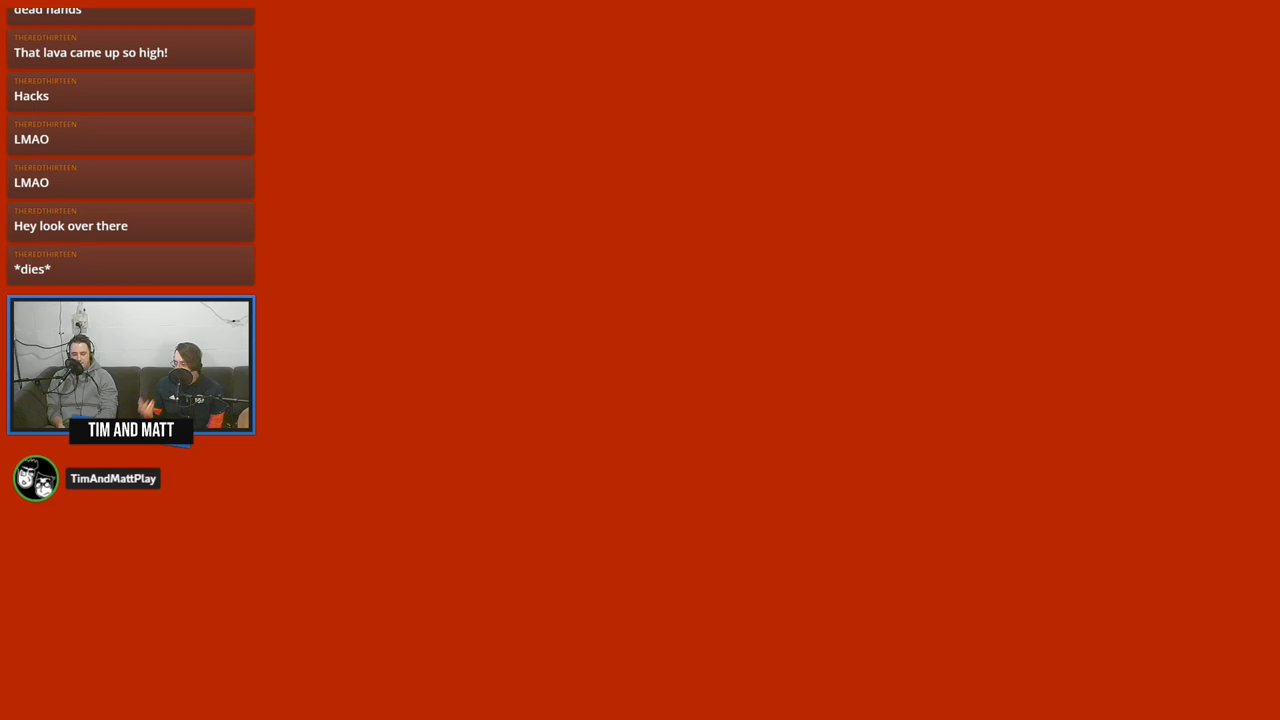 dead hands
THEREDTHIRTEEN
That lava came up so high!
THEREDTHIRTEEN
Hacks
THEREDTHIRTEEN
LMAO
THEREDTHIRTEEN
LMAO
THEREDTHIRTEEN
Hey look over there
THEREDTHIRTEEN
*dies*
TIM AND MATT
TimAndMattPlay